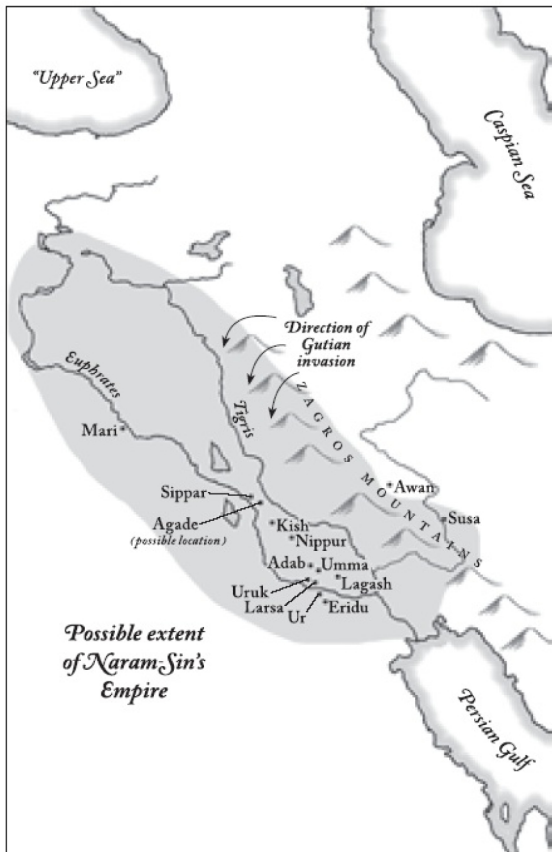 "Upper Sea"
Caspian Sea
Direction of
Gutian
invasion
Euphrates
Tigris
ZAGROS MOUNTAINS
Mari
Awan
Sippar
Susa
Agade
(possible location)
Kish
Nippur
Adab
Umma
Uruk
Lagash
Larsa
Ur
Eridu
Possible extent
of Naram-Sin's
Empire
Persian Gulf